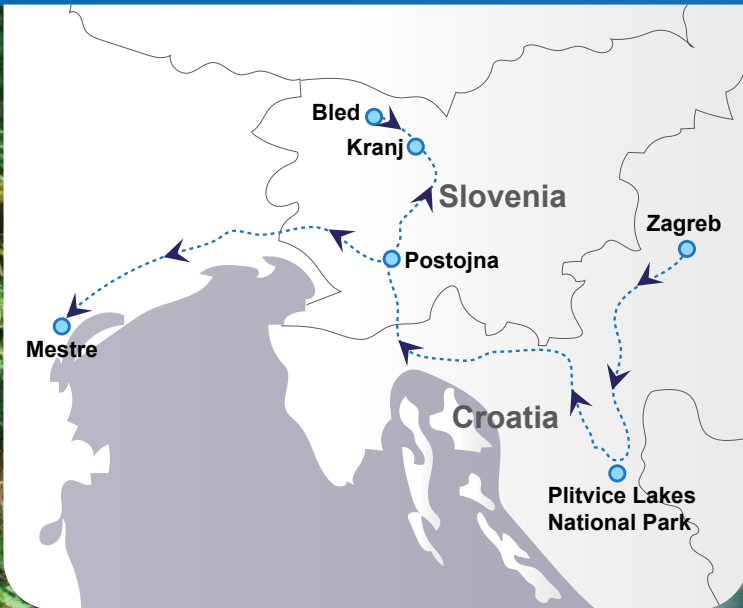 Bled
Kranj
Slovenia
Zagreb
Postojna
Mestre
Croatia
Plitvice Lakes
National Park